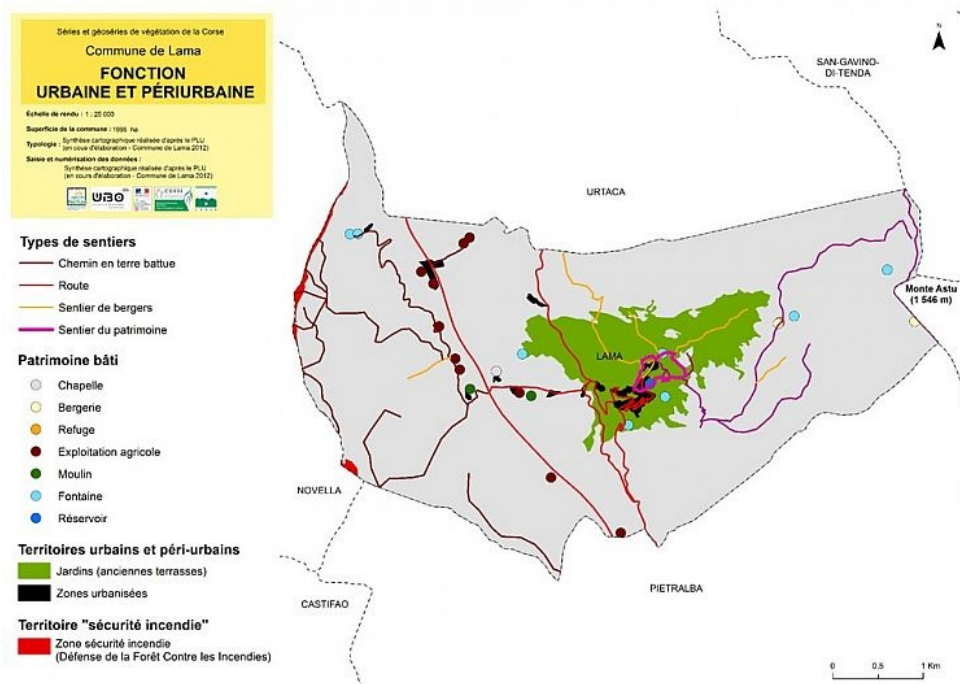 Séries et géoséries de végétation de la Corse
Commune de Lama
FONCTION
URBAINE ET PÉRIURBAINE
Échelle de rendu : 1 : 25 000
Superficie de la commune : 1995 ha
Typologie : Synthèse cartographique réalisée d'après le PLU
(en cous d'élaboration - Commune de Lama 2012)
Saisie et numérisation des données :
Synthèse cartographique réalisée d'après le PLU
(en cours d'élaboration - Commune de Lama 2012)
UBO
Types de sentiers
Chemin en terre battue
Route
Sentier de bergers
Sentier du patrimoine
Patrimoine bâti
Chapelle
Bergerie
Refuge
Exploitation agricole
Moulin
Fontaine
Réservoir
Territoires urbains et péri-urbains
Jardins (anciennes terrasses)
Zones urbanisées
Territoire "sécurité incendie"
Zone sécurité incendie
(Défense de la Forêt Contre les Incendies)
N
SAN-GAVINO-
DI-TENDA
URTACA
Monte Astu
(1 546 m)
LAMA
NOVELLA
PIETRALBA
CASTIFAO
0 0,5 1 Km